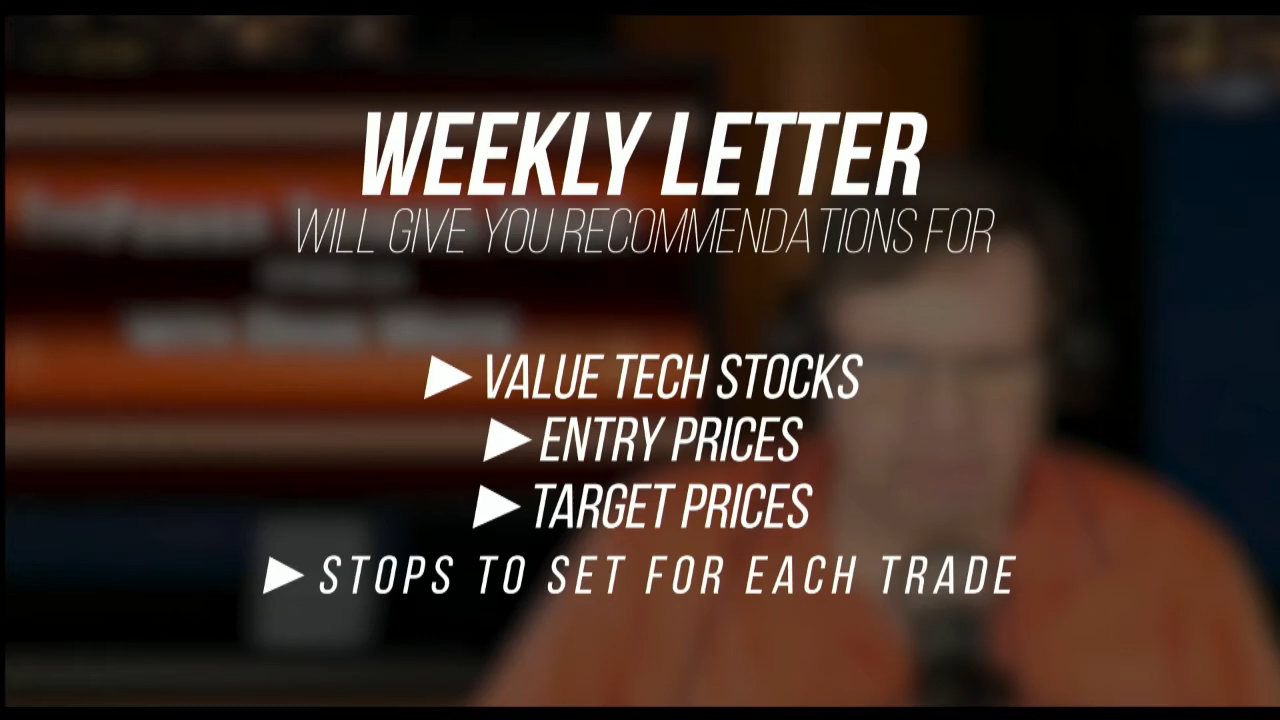 WEEKLY LETTER
WILL GIVE YOU RECOMMENDATIONS FOR
▶ VALUE TECH STOCKS
▶ ENTRY PRICES
▶ TARGET PRICES
▶ STOPS TO SET FOR EACH TRADE